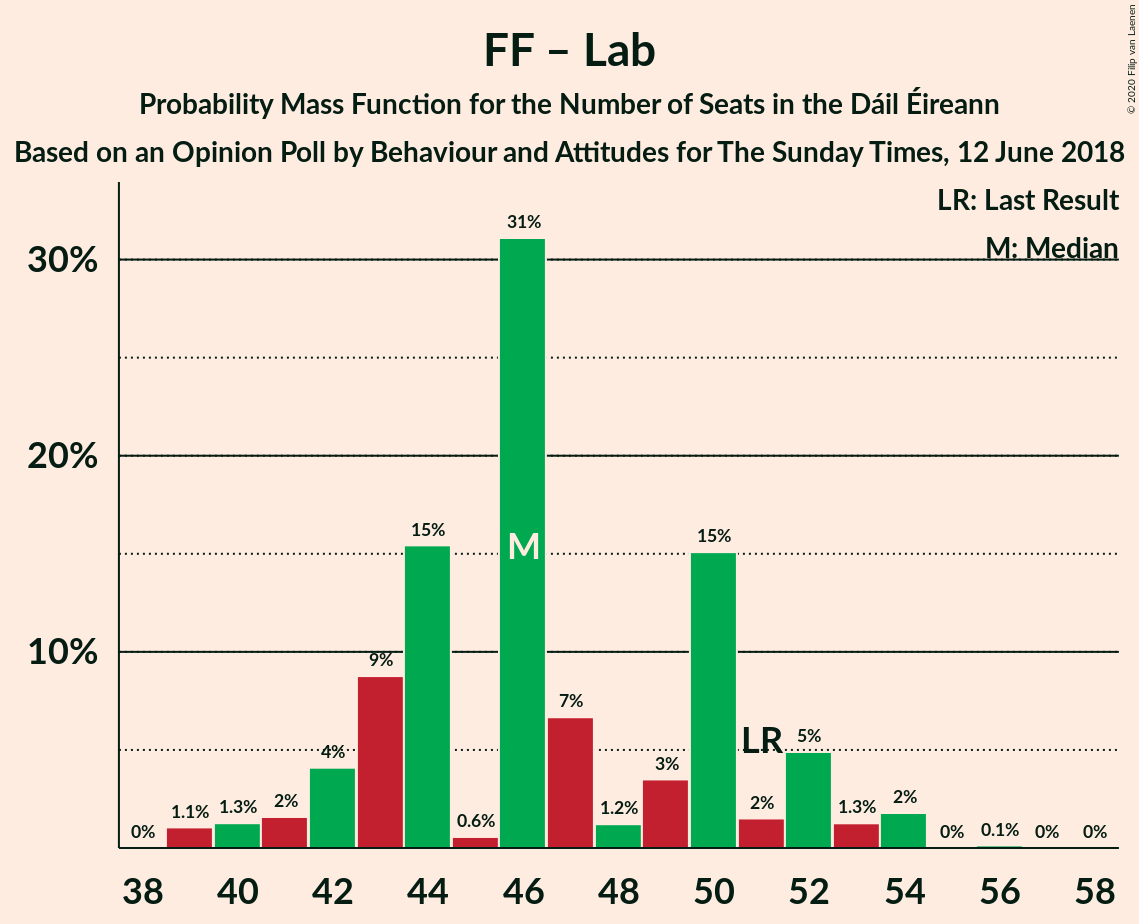 © 2020 Filip van Laenen
FF – Lab
Probability Mass Function for the Number of Seats in the Dáil Éireann
Based on an Opinion Poll by Behaviour and Attitudes for The Sunday Times, 12 June 2018
LR: Last Result
M: Median
30%
20%
10%
0%
1.1%
1.3%
2%
4%
9%
15%
0.6%
31%
M
7%
1.2%
3%
15%
LR
2%
5%
1.3%
2%
0%
0.1%
0%
0%
38 40 42 44 46 48 50 52 54 56 58